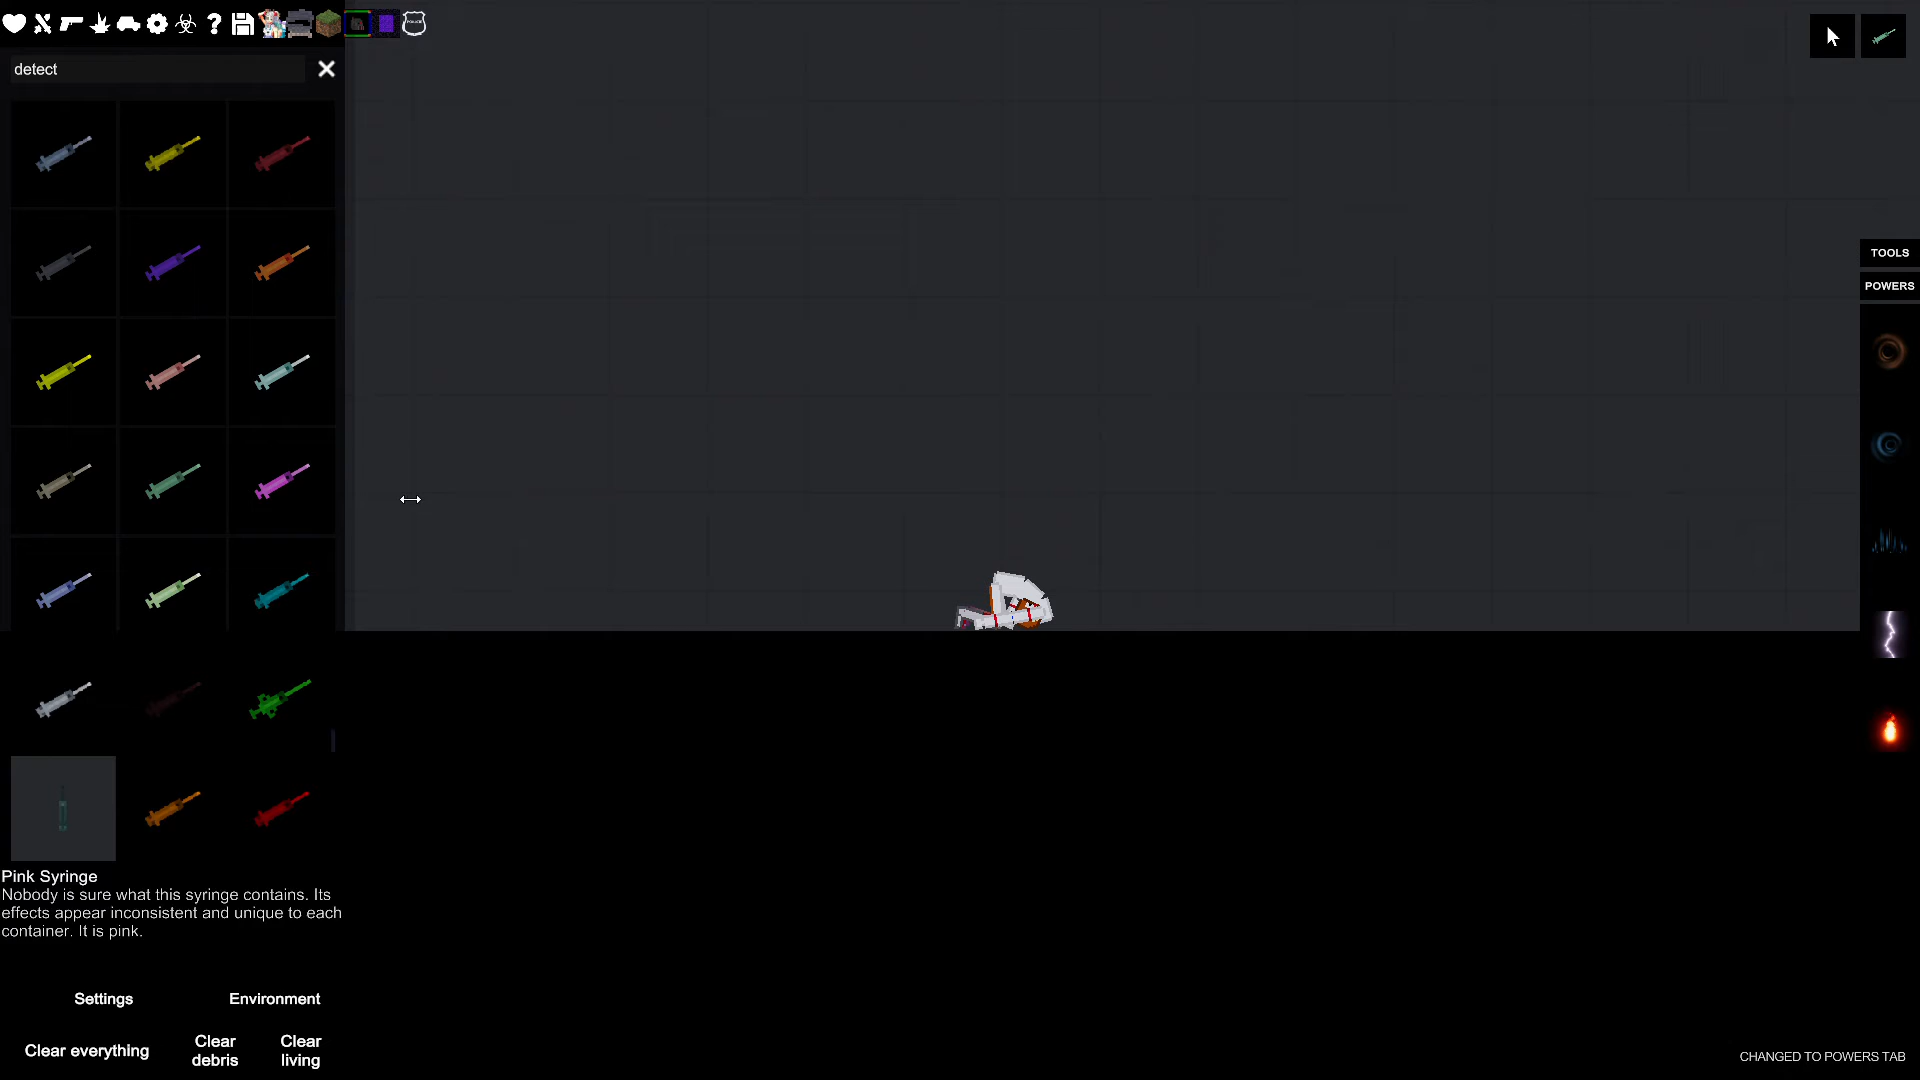 POLICE
detect
TOOLS
POWERS
Pink Syringe
Nobody is sure what this syringe contains. Its
effects appear inconsistent and unique to each
container. It is pink.
Settings
Environment
Clear everything
Clear
debris
Clear
living
CHANGED TO POWERS TAB